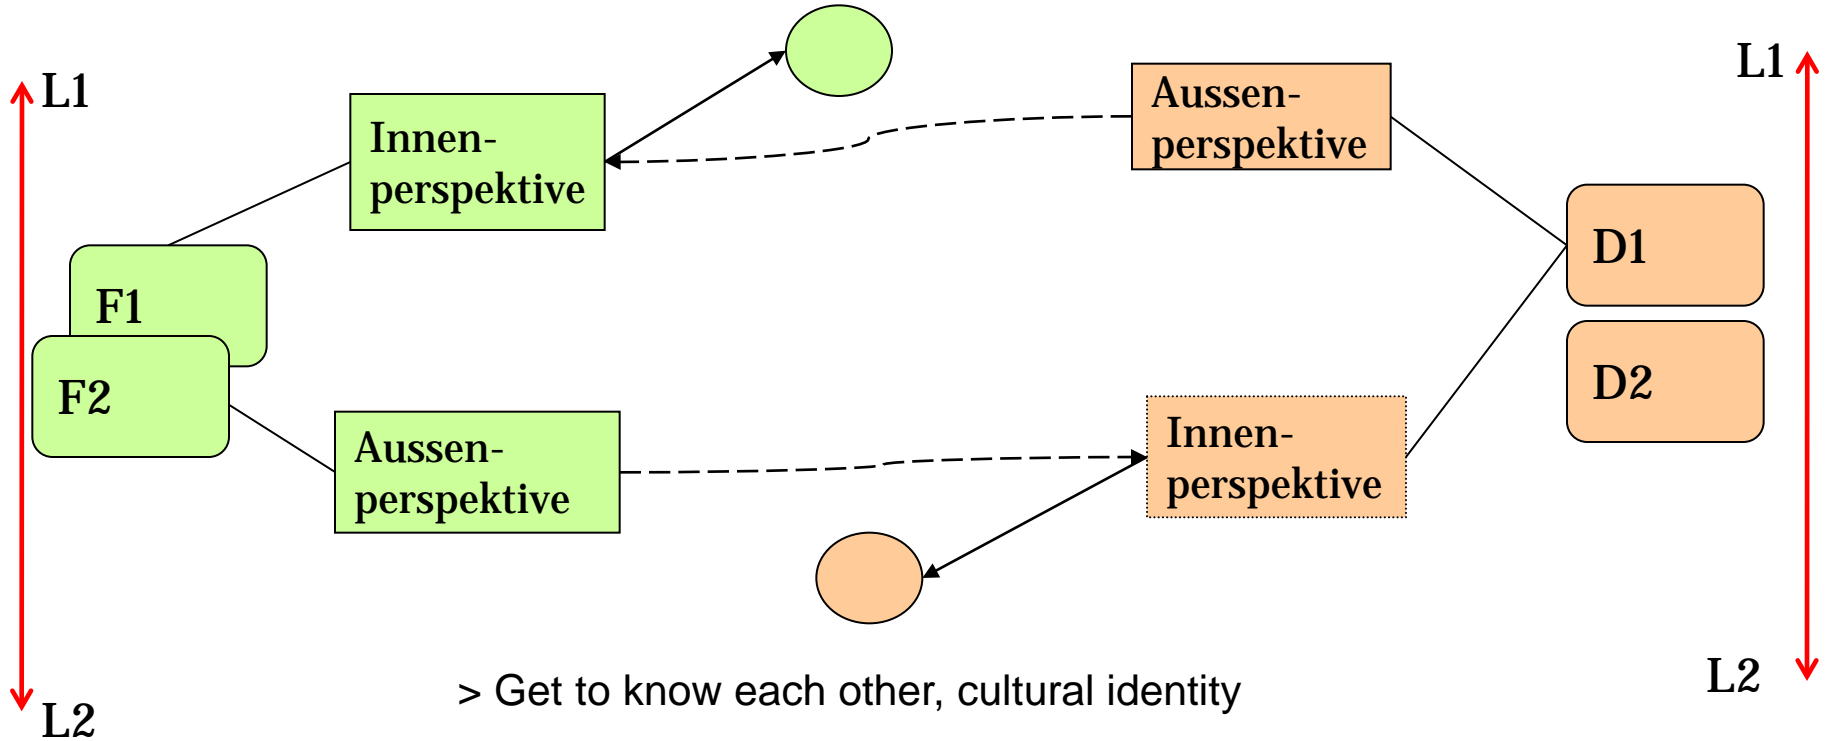 L1
L1
Innen-
perspektive
Aussen-
perspektive
F1
F2
D1
D2
Aussen-
perspektive
Innen-
perspektive
> Get to know each other, cultural identity
L2
L2